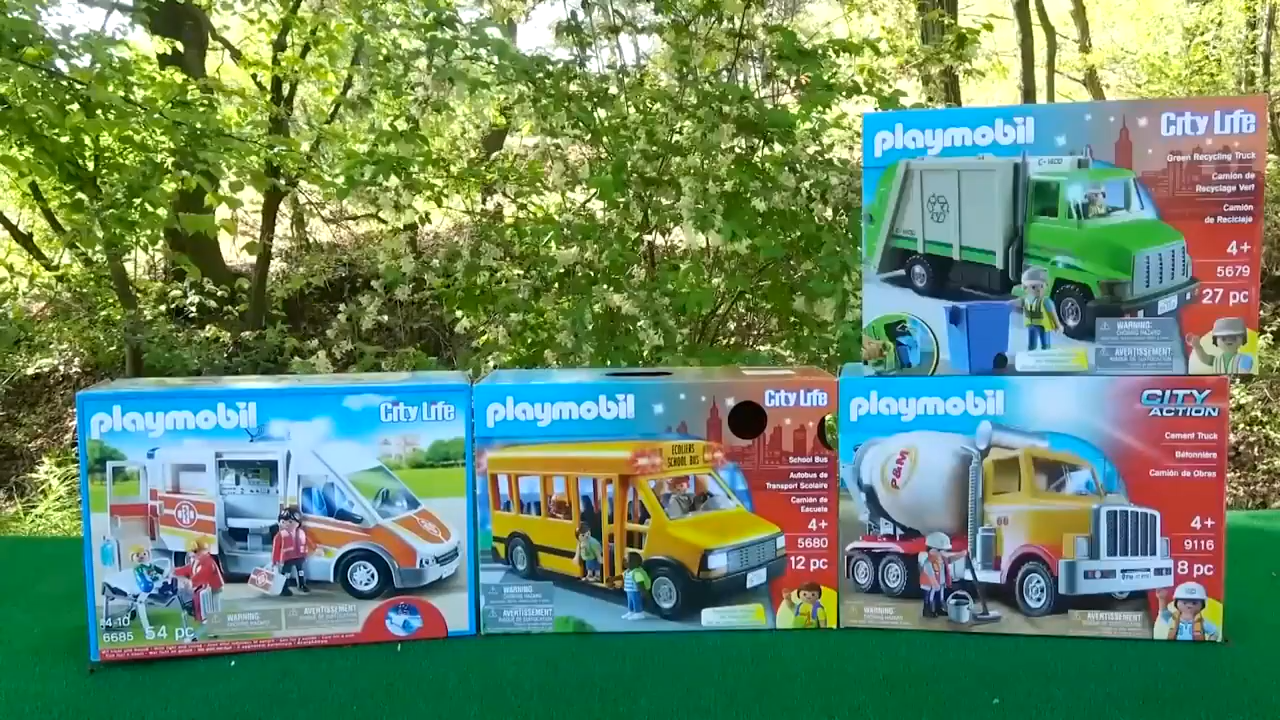 playmobil
City Life
Green Recycling Truck
Camion de
Recyclage Vert
Camión
de Reciclaje
4+
5679
27 pc
C-1400
WARNING:
CHOKING HAZARD
AVERTISSEMENT:
playmobil
City Life
WARNING:
AVERTISSEMENT:
4-10
6685
54 pc
playmobil
City Life
ECOLIERS
SCHOOL BUS
School Bus
Autobus de
Transport Scolaire
Camión de
Escuela
4+
5680
12 pc
WARNING:
AVERTISSEMENT:
playmobil
CITY
ACTION
Cement Truck
Bétonnière
Camión de Obras
4+
9116
8 pc
P&M
WARNING:
AVERTISSEMENT: